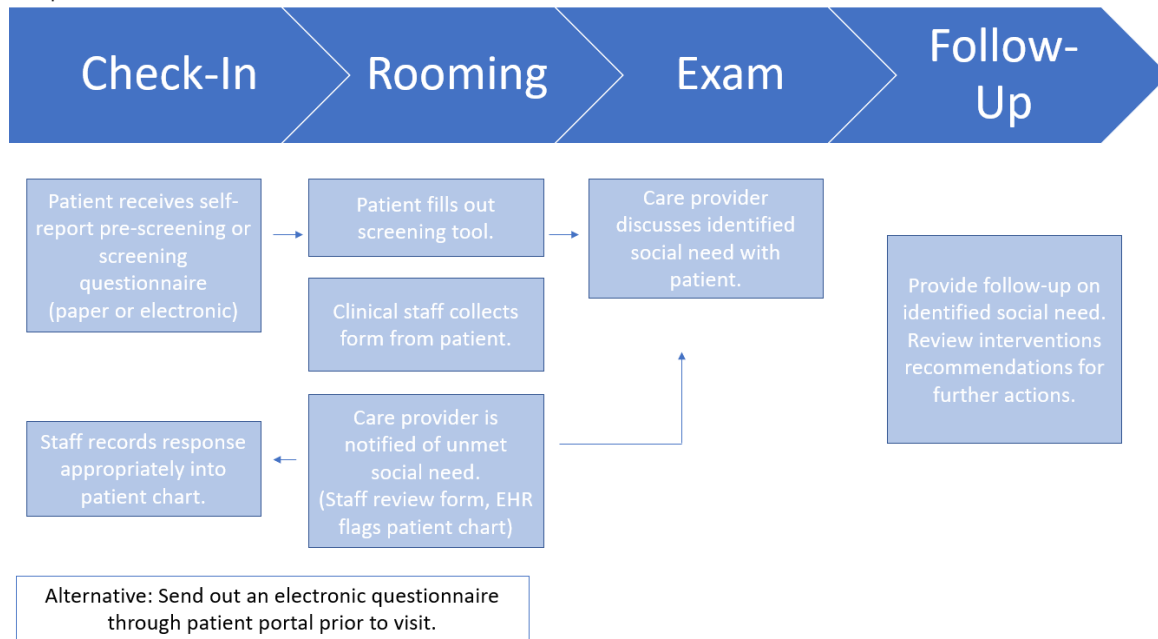 Check-In
Rooming
Exam
Follow-
Up
Patient receives self-
report pre-screening or
screening
questionnaire
(paper or electronic)
Patient fills out
screening tool.
Clinical staff collects
form from patient.
Care provider
discusses identified
social need with
patient.
Provide follow-up on
identified social need.
Review interventions
recommendations for
further actions.
Staff records response
appropriately into
patient chart.
Care provider is
notified of unmet
social need.
(Staff review form, EHR
flags patient chart)
Alternative: Send out an electronic questionnaire
through patient portal prior to visit.